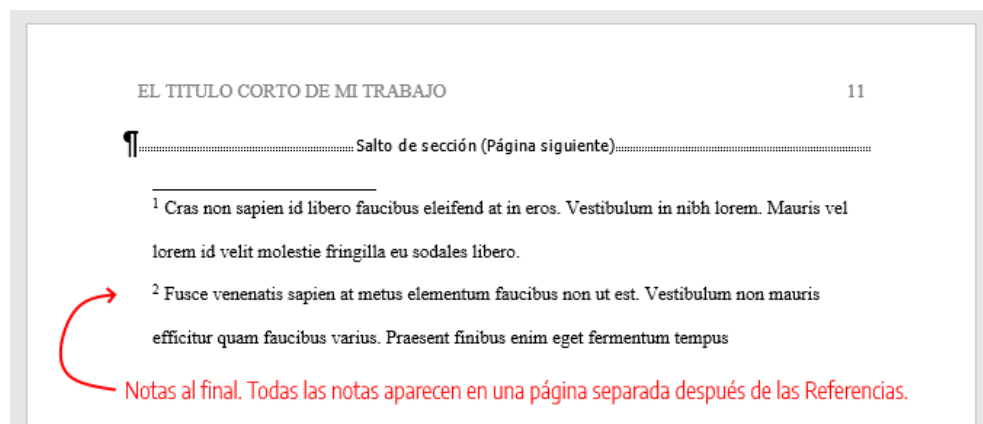 EL TITULO CORTO DE MI TRABAJO 11
¶ Salto de sección (Página siguiente)
1 Cras non sapien id libero faucibus eleifend at in eros. Vestibulum in nibh lorem. Mauris vel
lorem id velit molestie fringilla eu sodales libero.
2 Fusce venenatis sapien at metus elementum faucibus non ut est. Vestibulum non mauris
efficitur quam faucibus varius. Praesent finibus enim eget fermentum tempus
Notas al final. Todas las notas aparecen en una página separada después de las Referencias.